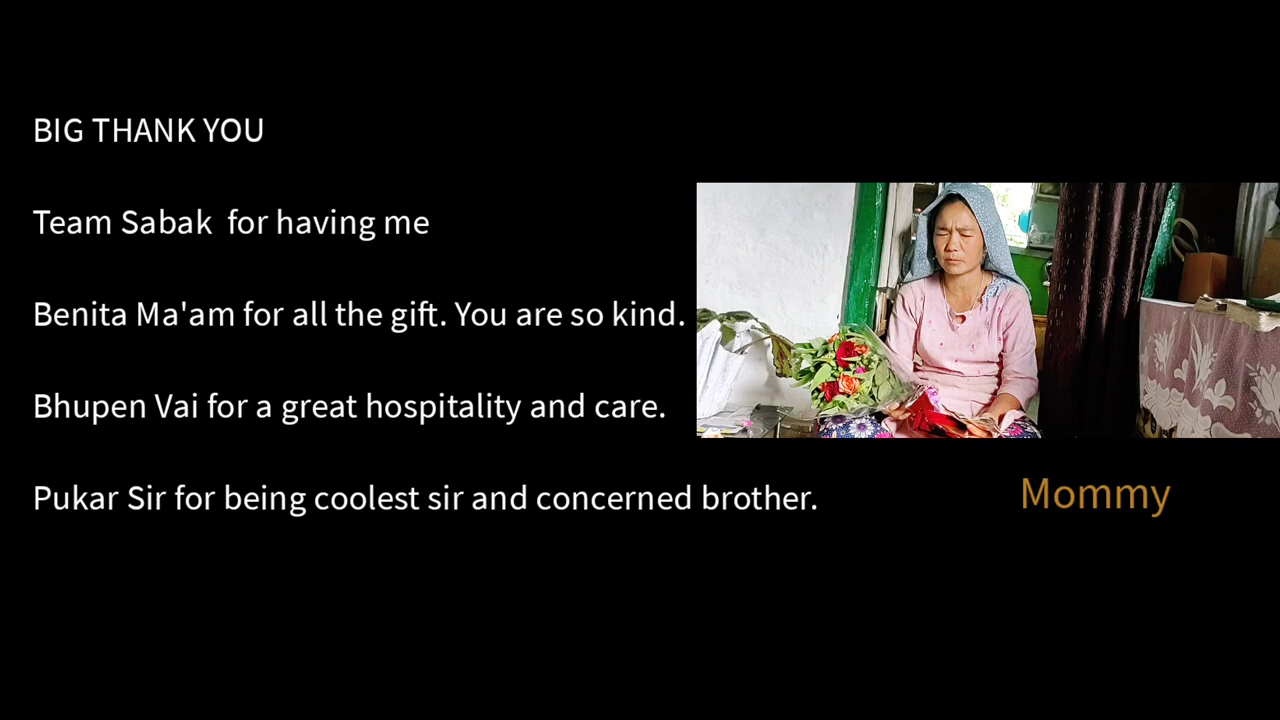 BIG THANK YOU
Team Sabak  for having me
Benita Ma'am for all the gift. You are so kind.
Bhupen Vai for a great hospitality and care.
Pukar Sir for being coolest sir and concerned brother.
Mommy